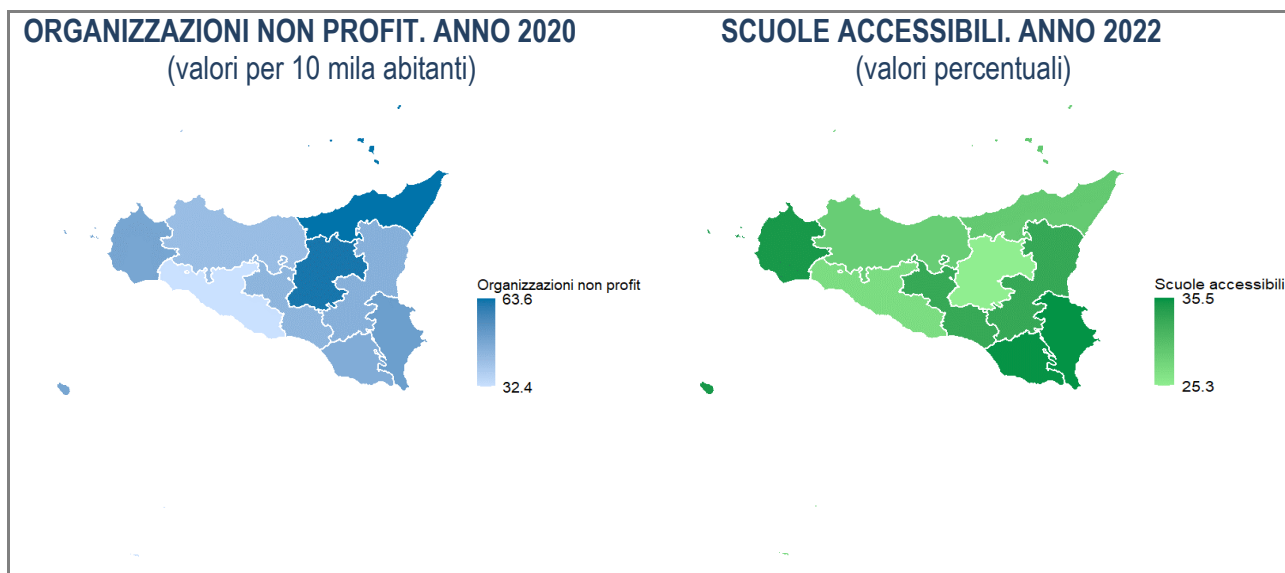 ORGANIZZAZIONI NON PROFIT. ANNO 2020
(valori per 10 mila abitanti)
Organizzazioni non profit
63.6
32.4
SCUOLE ACCESSIBILI. ANNO 2022
(valori percentuali)
Scuole accessibili
35.5
25.3